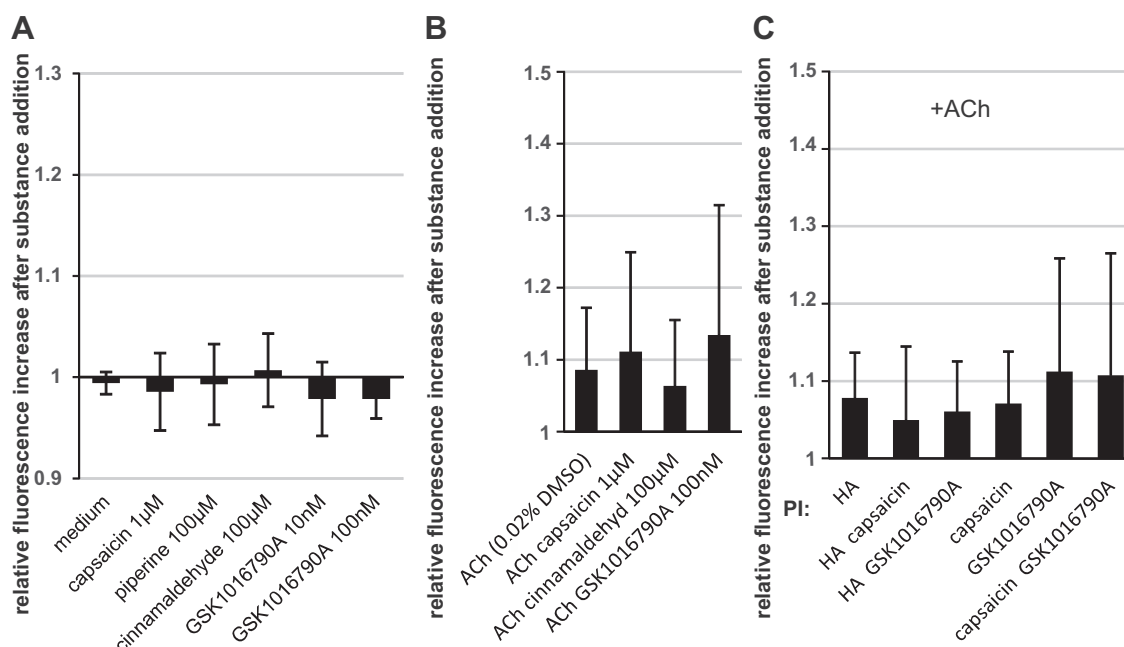 A
relative fluorescence increase after substance addition
1.3
1.2
1.1
1
0.9
medium
capsaicin 1µM
piperine 100µM
cinnamaldehyde 100µM
GSK1016790A 10nM
GSK1016790A 100nM
B
relative fluorescence increase after substance addition
1.5
1.4
1.3
1.2
1.1
1
ACh (0.02% DMSO)
ACh capsaicin 1µM
ACh cinnamaldehyd 100µM
ACh GSK1016790A 100nM
C
relative fluorescence increase after substance addition
+ACh
1.5
1.4
1.3
1.2
1.1
1
PI:
HA
HA capsaicin
HA GSK1016790A
capsaicin
GSK1016790A
capsaicin GSK1016790A